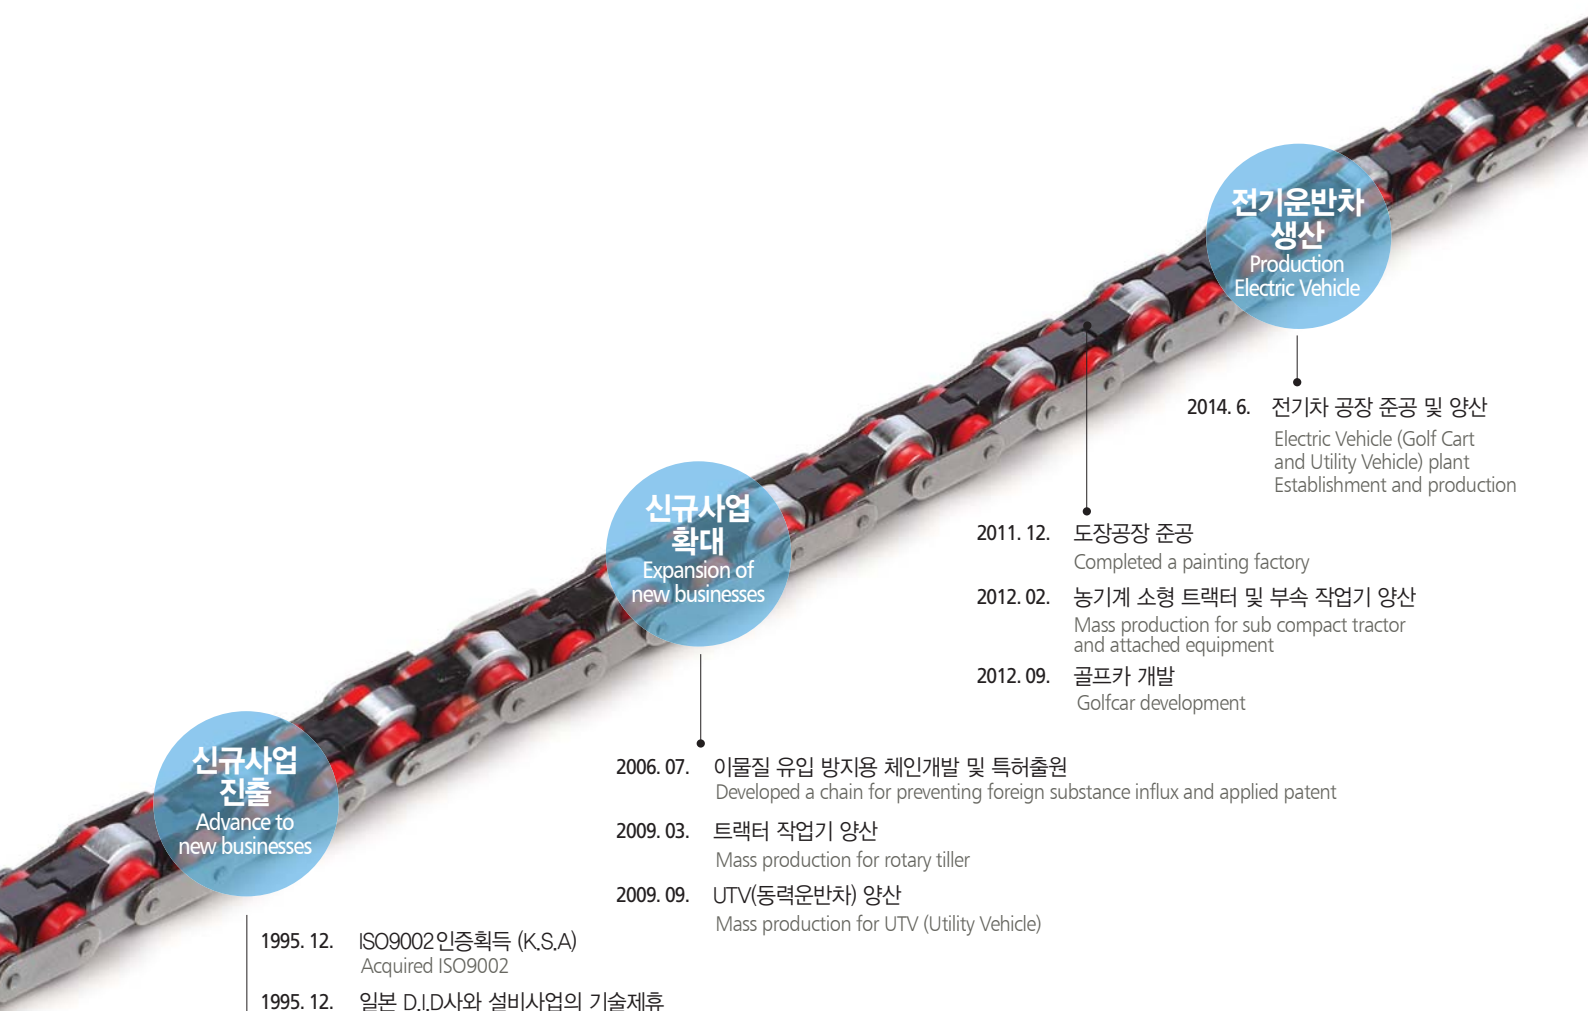 전기운반차
생산
Production
Electric Vehicle
2014. 6. 전기차 공장 준공 및 양산
Electric Vehicle (Golf Cart
and Utility Vehicle) plant
Establishment and production
신규사업
확대
Expansion of
new businesses
2011. 12. 도장공장 준공
Completed a painting factory
2012. 02. 농기계 소형 트랙터 및 부속 작업기 양산
Mass production for sub compact tractor
and attached equipment
2012. 09. 골프카 개발
Golfcar development
신규사업
진출
Advance to
new businesses
2006. 07. 이물질 유입 방지용 체인개발 및 특허출원
Developed a chain for preventing foreign substance influx and applied patent
2009. 03. 트랙터 작업기 양산
Mass production for rotary tiller
2009. 09. UTV(동력운반차) 양산
Mass production for UTV (Utility Vehicle)
1995. 12. ISO9002인증획득 (K.S.A)
Acquired ISO9002
1995. 12. 일본 D.I.D사와 설비사업의 기술제휴